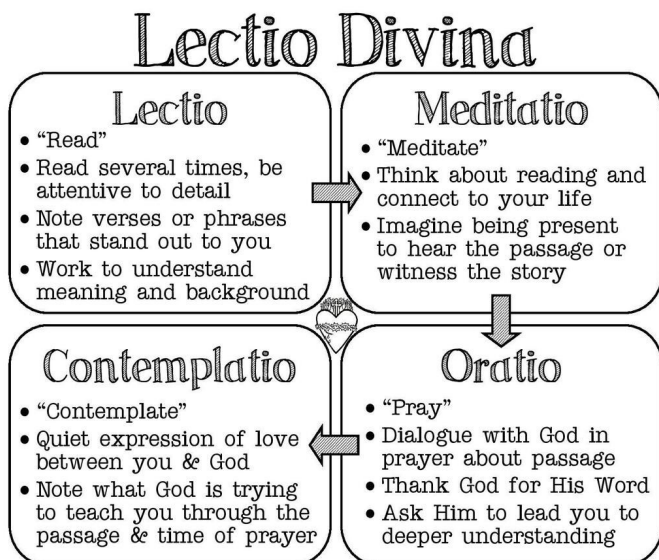 Lectio Divina
Lectio
• "Read"
• Read several times, be
attentive to detail
• Note verses or phrases
that stand out to you
• Work to understand
meaning and background
Meditatio
• "Meditate"
• Think about reading and
connect to your life
• Imagine being present
to hear the passage or
witness the story
Oratio
• "Pray"
• Dialogue with God in
prayer about passage
• Thank God for His Word
• Ask Him to lead you to
deeper understanding
Contemplatio
• "Contemplate"
• Quiet expression of love
between you & God
• Note what God is trying
to teach you through the
passage & time of prayer